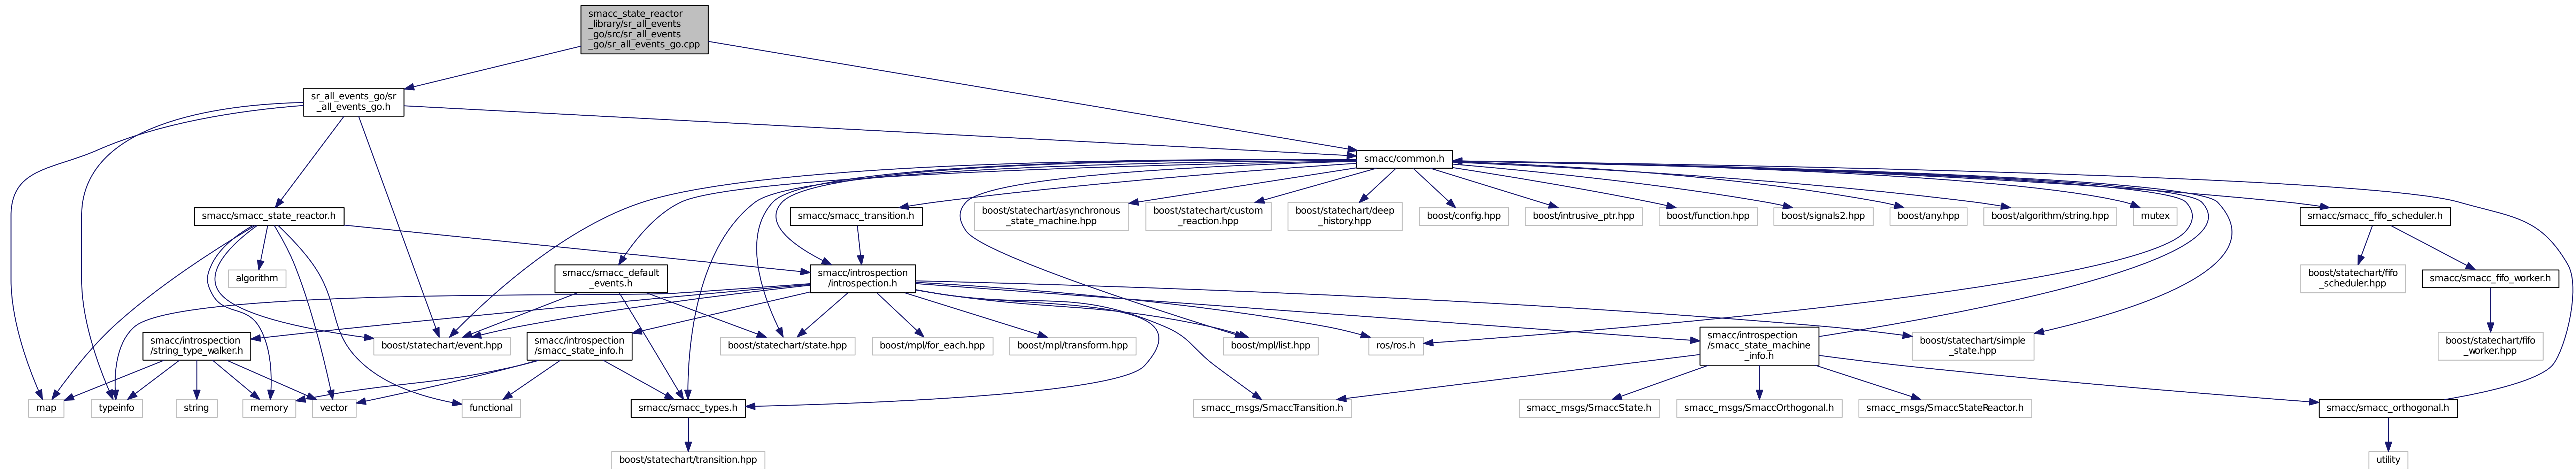 smacc_state_reactor
_library/sr_all_events
_go/src/sr_all_events
_go/sr_all_events_go.cpp
sr_all_events_go/sr
_all_events_go.h
smacc/common.h
smacc/smacc_state_reactor.h
smacc/smacc_transition.h
boost/statechart/asynchronous
_state_machine.hpp
boost/statechart/custom
_reaction.hpp
boost/statechart/deep
_history.hpp
boost/config.hpp
boost/intrusive_ptr.hpp
boost/function.hpp
boost/signals2.hpp
boost/any.hpp
boost/algorithm/string.hpp
mutex
smacc/smacc_fifo_scheduler.h
algorithm
smacc/smacc_default
_events.h
smacc/introspection
/introspection.h
boost/statechart/fifo
_scheduler.hpp
smacc/smacc_fifo_worker.h
smacc/introspection
/string_type_walker.h
boost/statechart/event.hpp
smacc/introspection
/smacc_state_info.h
boost/statechart/state.hpp
boost/mpl/for_each.hpp
boost/mpl/transform.hpp
boost/mpl/list.hpp
ros/ros.h
smacc/introspection
/smacc_state_machine
_info.h
boost/statechart/simple
_state.hpp
boost/statechart/fifo
_worker.hpp
map
typeinfo
string
memory
vector
functional
smacc/smacc_types.h
smacc_msgs/SmaccTransition.h
smacc_msgs/SmaccState.h
smacc_msgs/SmaccOrthogonal.h
smacc_msgs/SmaccStateReactor.h
smacc/smacc_orthogonal.h
boost/statechart/transition.hpp
utility